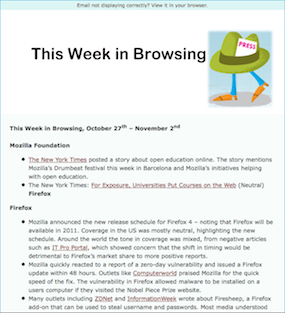 Email not displaying correctly? View it in your browser.
PRESS
This Week in Browsing
This Week in Browsing, October 27th – November 2nd
Mozilla Foundation
• The New York Times posted a story about open education online. The story mentions
Mozilla's Drumbeat festival this week in Barcelona and Mozilla's initiatives helping
with open education.
• The New York Times: For Exposure, Universities Put Courses on the Web (Neutral)
Firefox
Firefox
• Mozilla announced the new release schedule for Firefox 4 – noting that Firefox will be
available in 2011. Coverage in the US was mostly neutral, highlighting the new
schedule. Around the world the tone in coverage was mixed, from negative articles
such as IT Pro Portal, which showed concern that the shift in timing would be
detrimental to Firefox's market share to more positive reports.
• Mozilla quickly reacted to a report of a zero-day vulnerability and issued a Firefox
update within 48 hours. Outlets like Computerworld praised Mozilla for the quick
speed of the fix. The vulnerability in Firefox allowed malware to be installed on a
users computer if they visited the Nobel Piece Prize website.
• Many outlets including ZDNet and InformationWeek wrote about Firesheep, a Firefox
add-on that can be used to steal username and passwords. Most media understood